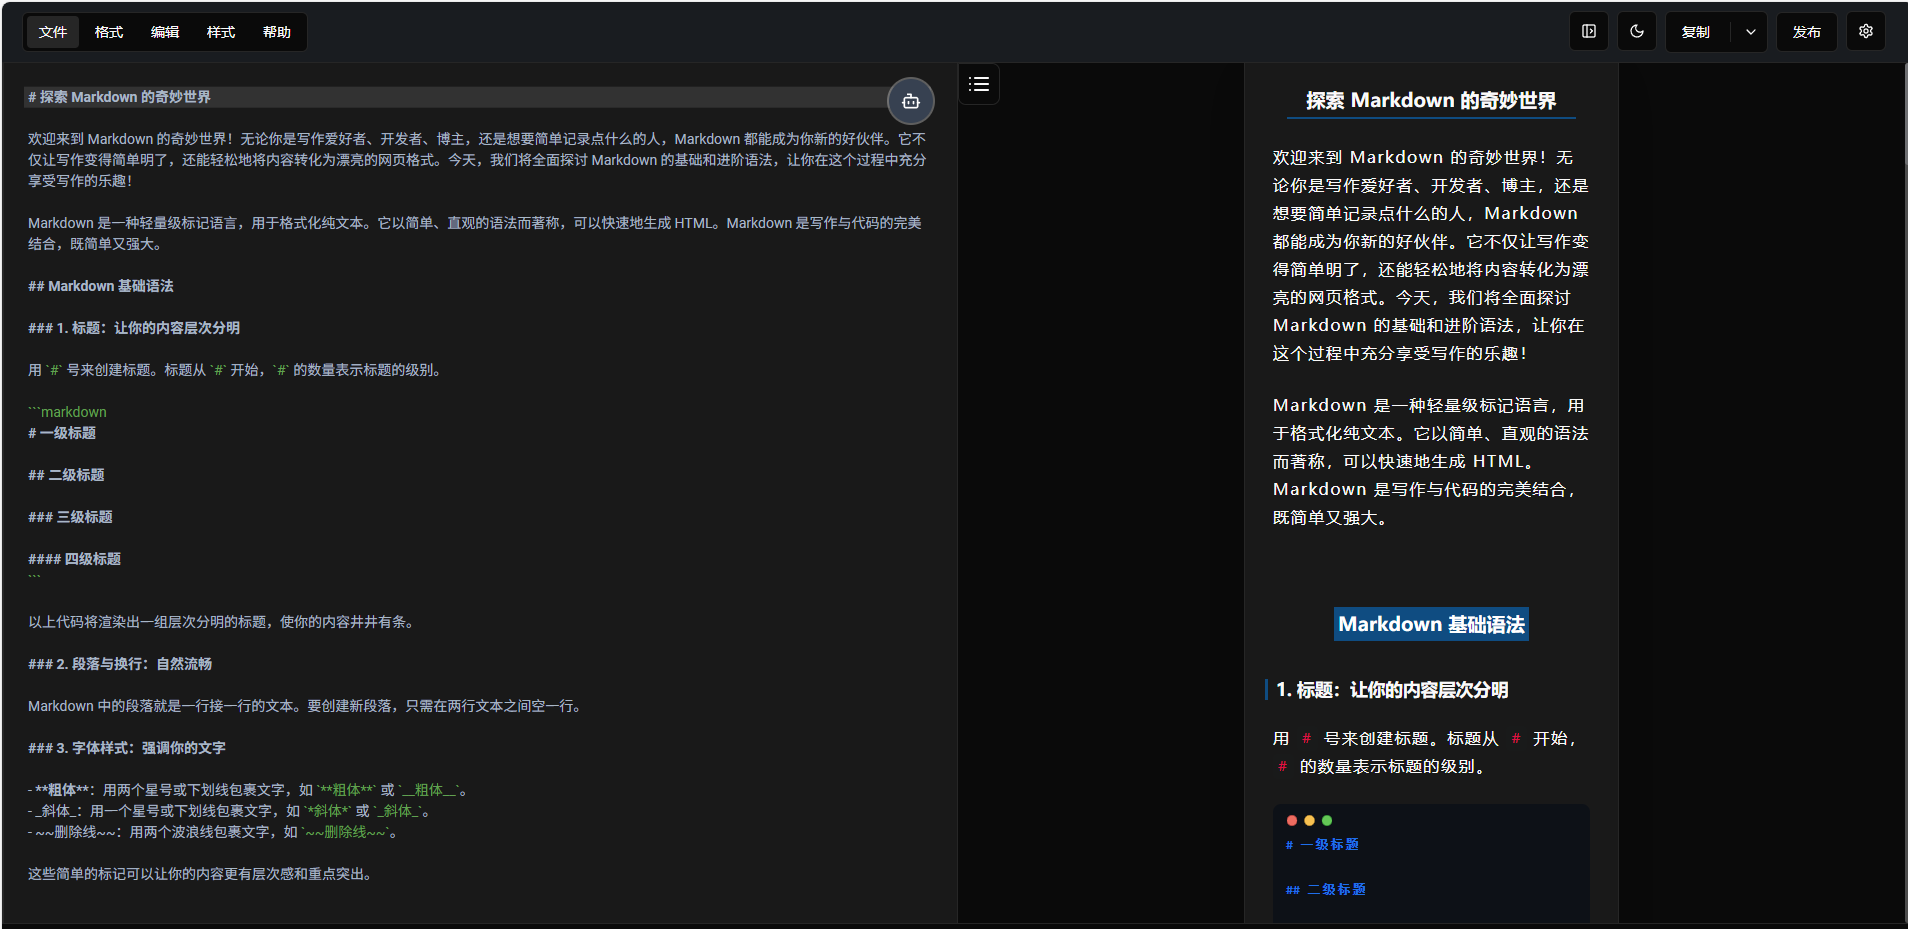 文件 格式 编辑 样式 帮助 复制 发布
# 探索 Markdown 的奇妙世界
欢迎来到 Markdown 的奇妙世界！无论你是写作爱好者、开发者、博主，还是想要简单记录点什么的人，Markdown 都能成为你新的好伙伴。它不
仅让写作变得简单明了，还能轻松地将内容转化为漂亮的网页格式。今天，我们将全面探讨 Markdown 的基础和进阶语法，让你在这个过程中充分
享受写作的乐趣！
Markdown 是一种轻量级标记语言，用于格式化纯文本。它以简单、直观的语法而著称，可以快速地生成 HTML。Markdown 是写作与代码的完美
结合，既简单又强大。
## Markdown 基础语法
### 1. 标题：让你的内容层次分明
用 `#` 号来创建标题。标题从 `#` 开始，`#` 的数量表示标题的级别。
```markdown
# 一级标题
## 二级标题
### 三级标题
#### 四级标题
```
以上代码将渲染出一组层次分明的标题，使你的内容井井有条。
### 2. 段落与换行：自然流畅
Markdown 中的段落就是一行接一行的文本。要创建新段落，只需在两行文本之间空一行。
### 3. 字体样式：强调你的文字
- **粗体**：用两个星号或下划线包裹文字，如 `**粗体**` 或 `__粗体__`。
- _斜体_：用一个星号或下划线包裹文字，如 `*斜体*` 或 `_斜体_`。
- ~~删除线~~：用两个波浪线包裹文字，如 `~~删除线~~`。
这些简单的标记可以让你的内容更有层次感和重点突出。
探索 Markdown 的奇妙世界
欢迎来到 Markdown 的奇妙世界！无
论你是写作爱好者、开发者、博主，还是
想要简单记录点什么的人，Markdown
都能成为你新的好伙伴。它不仅让写作变
得简单明了，还能轻松地将内容转化为漂
亮的网页格式。今天，我们将全面探讨
Markdown 的基础和进阶语法，让你在
这个过程中充分享受写作的乐趣！
Markdown 是一种轻量级标记语言，用
于格式化纯文本。它以简单、直观的语法
而著称，可以快速地生成 HTML。
Markdown 是写作与代码的完美结合，
既简单又强大。
Markdown 基础语法
1. 标题：让你的内容层次分明
用 # 号来创建标题。标题从 # 开始，
# 的数量表示标题的级别。
# 一级标题
## 二级标题